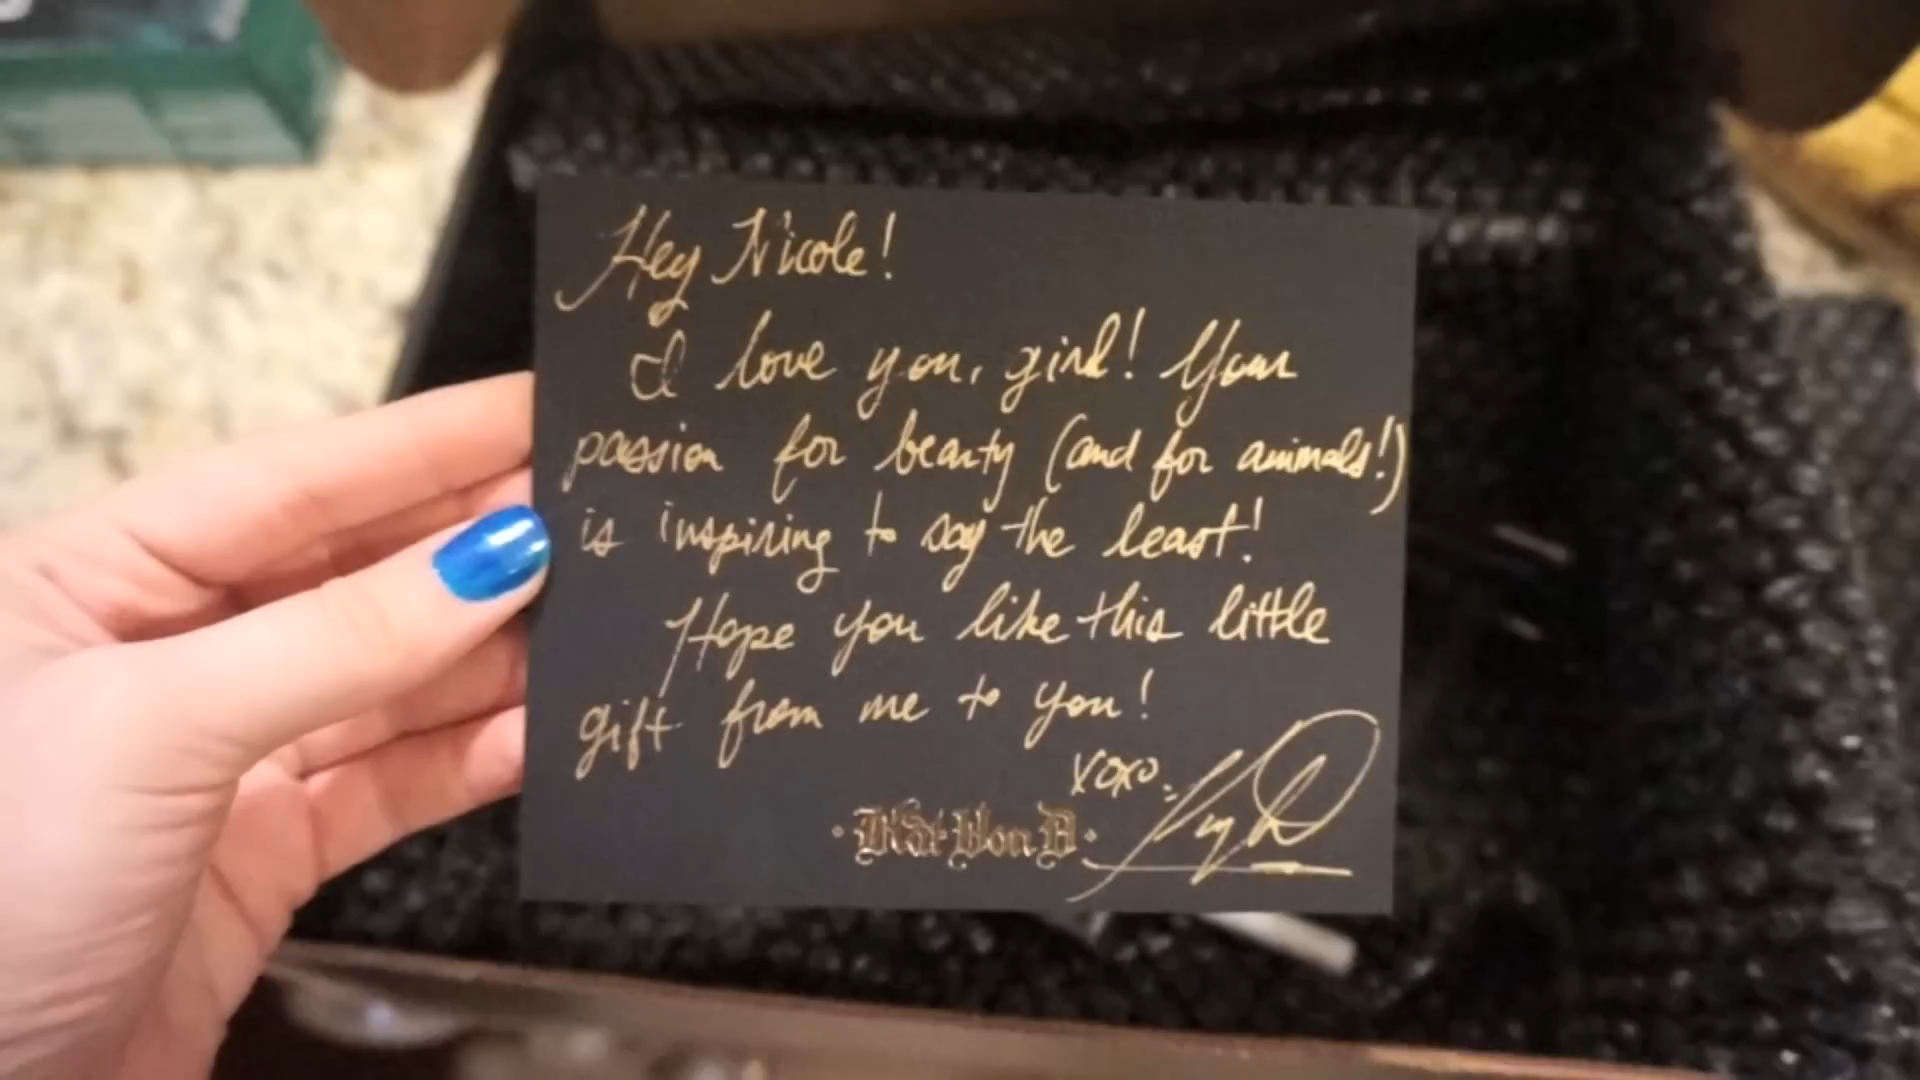 Hey Nicole!
I love you, girl! Your
passion for beauty (and for animals!)
is inspiring to say the least!
Hope you like this little
gift from me to you!
xoxo
·Kat Von D·